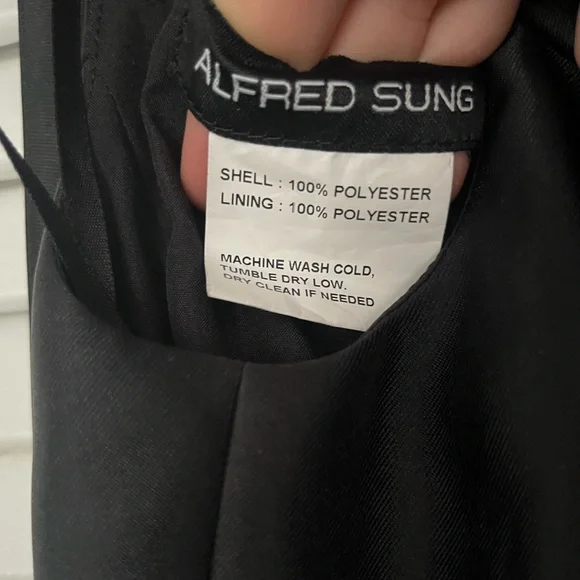 ALFRED SUNG
SHELL : 100% POLYESTER
LINING : 100% POLYESTER
MACHINE WASH COLD,
TUMBLE DRY LOW.
DRY CLEAN IF NEEDED